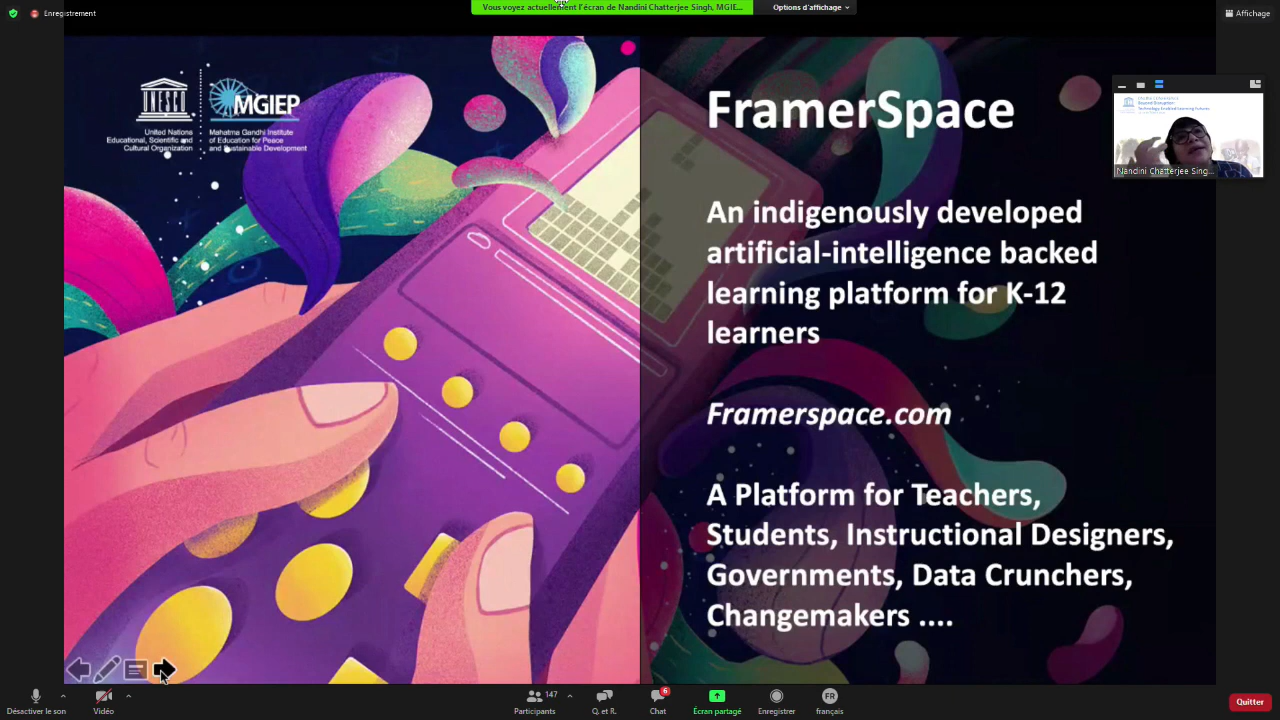 Enregistrement
Vous voyez actuellement l'écran de Nandini Chatterjee Singh, MGIE...
Options d'affichage
Affichage
UNESCO
MGIEP
United Nations
Educational, Scientific and
Cultural Organization
Mahatma Gandhi Institute
of Education for Peace
and Sustainable Development
FramerSpace
An indigenously developed
artificial-intelligence backed
learning platform for K-12
learners
Framerspace.com
A Platform for Teachers,
Students, Instructional Designers,
Governments, Data Crunchers,
Changemakers ....
Nandini Chatterjee Sing...
Désactiver le son
Vidéo
147
Participants
Q. et R.
6
Chat
Écran partagé
Enregistrer
FR
français
Quitter